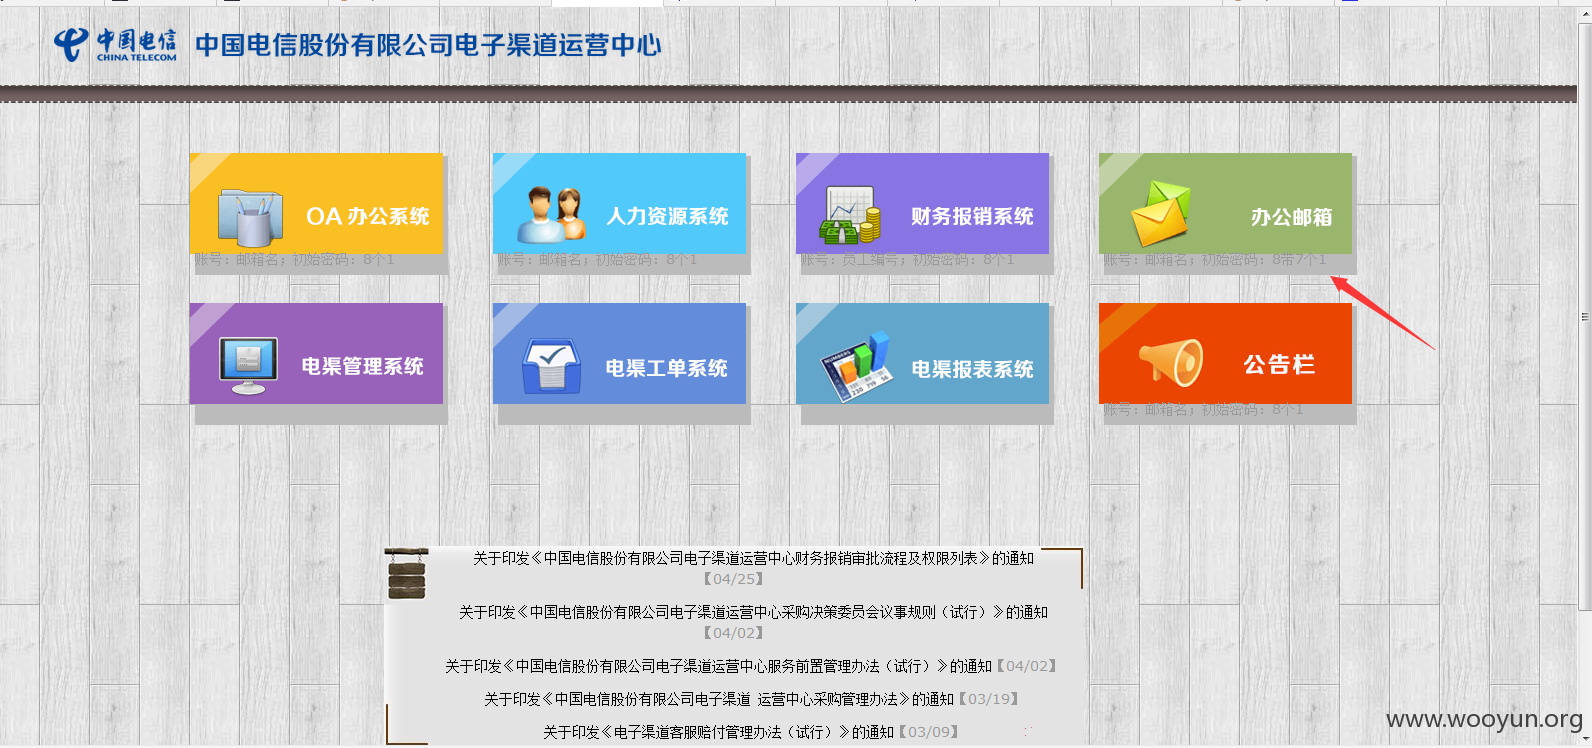 中国电信
CHINA TELECOM
中国电信股份有限公司电子渠道运营中心
OA 办公系统
人力资源系统
财务报销系统
办公邮箱
账号：邮箱名；初始密码：8个1
账号：邮箱名；初始密码：8个1
账号：员工编号；初始密码：8个1
账号：邮箱名；初始密码：8带7个1
电渠管理系统
电渠工单系统
电渠报表系统
公告栏
账号：邮箱名；初始密码：8个1
关于印发《中国电信股份有限公司电子渠道运营中心财务报销审批流程及权限列表》的通知
【04/25】
关于印发《中国电信股份有限公司电子渠道运营中心采购决策委员会议事规则（试行）》的通知
【04/02】
关于印发《中国电信股份有限公司电子渠道运营中心服务前置管理办法（试行）》的通知【04/02】
关于印发《中国电信股份有限公司电子渠道 运营中心采购管理办法》的通知【03/19】
关于印发《电子渠道客服赔付管理办法（试行）》的通知【03/09】
www.wooyun.org